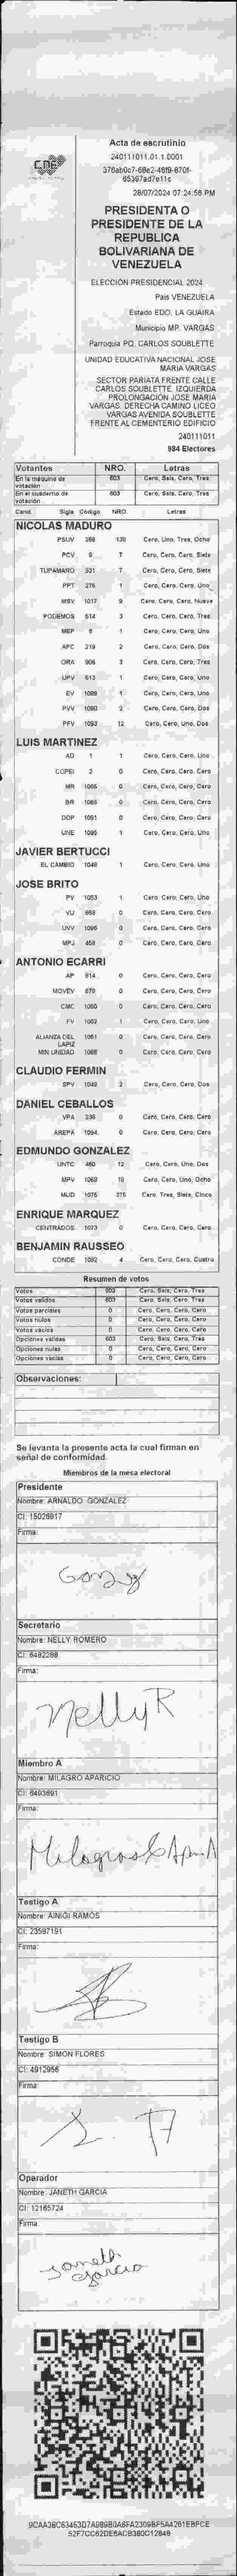 CNE
Acta de escrutinio
240111011.01.1.0001
28/07/2024 07:24:56 PM
PRESIDENTA O
PRESIDENTE DE LA
REPUBLICA
BOLIVARIANA DE
VENEZUELA
ELECCIÓN PRESIDENCIAL 2024
País VENEZUELA
Estado EDO. LA GUAIRA
Municipio MP. VARGAS
Parroquia PQ. CARLOS SOUBLETTE
UNIDAD EDUCATIVA NACIONAL JOSE
MARIA VARGAS
SECTOR PARIATA FRENTE CALLE
CARLOS SOUBLETTE. IZQUIERDA
PROLONGACIÓN JOSE MARIA
VARGAS. DERECHA CAMINO LICEO
VARGAS AVENIDA SOUBLETTE
FRENTE AL CEMENTERIO EDIFICIO
240111011
984 Electores
Votantes NRO. Letras
En la máquina de votación 603 Cero, Seis, Cero, Tres
En el cuaderno de votación 603 Cero, Seis, Cero, Tres
Cand. Sigla Código NRO. Letras
NICOLAS MADURO
PSUV 268 138 Cero, Uno, Tres, Ocho
PCV 7 Cero, Cero, Cero, Siete
TUPAMARO 931 7 Cero, Cero, Cero, Siete
PPT 276 1 Cero, Cero, Cero, Uno
MSV 1017 9 Cero, Cero, Cero, Nueve
PODEMOS 614 3 Cero, Cero, Cero, Tres
MEP 1 Cero, Cero, Cero, Uno
APC 219 2 Cero, Cero, Cero, Dos
ORA 906 3 Cero, Cero, Cero, Tres
UPV 613 1 Cero, Cero, Cero, Uno
EV 1089 1 Cero, Cero, Cero, Uno
PVV 1090 2 Cero, Cero, Cero, Dos
PFV 1093 12 Cero, Cero, Uno, Dos
LUIS MARTINEZ
AD 1 1 Cero, Cero, Cero, Uno
COPEI 2 0 Cero, Cero, Cero, Cero
MR 0 Cero, Cero, Cero, Cero
BR 0 Cero, Cero, Cero, Cero
DDP 1091 0 Cero, Cero, Cero, Cero
UNE 1 Cero, Cero, Cero, Uno
JAVIER BERTUCCI
EL CAMBIO 1048 1 Cero, Cero, Cero, Uno
JOSE BRITO
PV 1053 1 Cero, Cero, Cero, Uno
VU 868 0 Cero, Cero, Cero, Cero
UVV 0 Cero, Cero, Cero, Cero
MPJ 458 0 Cero, Cero, Cero, Cero
ANTONIO ECARRI
AP 914 0 Cero, Cero, Cero, Cero
MOVEV 879 0 Cero, Cero, Cero, Cero
CMC 1060 0 Cero, Cero, Cero, Cero
FV 1062 1 Cero, Cero, Cero, Uno
ALIANZA DEL LAPIZ 1061 0 Cero, Cero, Cero, Cero
MIN UNIDAD 0 Cero, Cero, Cero, Cero
CLAUDIO FERMIN
SPV 1049 2 Cero, Cero, Cero, Dos
DANIEL CEBALLOS
VPA 236 0 Cero, Cero, Cero, Cero
AREPA 1094 0 Cero, Cero, Cero, Cero
EDMUNDO GONZALEZ
UNTC 460 12 Cero, Cero, Uno, Dos
MPV 1069 18 Cero, Cero, Uno, Ocho
MUD 1075 375 Cero, Tres, Siete, Cinco
ENRIQUE MARQUEZ
CENTRADOS 1073 0 Cero, Cero, Cero, Cero
BENJAMIN RAUSSEO
CONDE 1092 4 Cero, Cero, Cero, Cuatro
Resumen de votos
Votos 603 Cero, Seis, Cero, Tres
Votos válidos 603 Cero, Seis, Cero, Tres
Votos parciales 0 Cero, Cero, Cero, Cero
Votos nulos 0 Cero, Cero, Cero, Cero
Votos vacíos 0 Cero, Cero, Cero, Cero
Opciones válidas 603 Cero, Seis, Cero, Tres
Opciones nulas 0 Cero, Cero, Cero, Cero
Opciones vacías 0 Cero, Cero, Cero, Cero
Observaciones:
Se levanta la presente acta la cual firman en
señal de conformidad.
Miembros de la mesa electoral
Presidente
Nombre: ARNALDO GONZALEZ
CI: 15026917
Firma:
Secretario
Nombre: NELLY ROMERO
CI: 6482288
Firma:
Nelly R
Miembro A
Nombre: MILAGRO APARICIO
CI: 6493691
Firma:
Testigo A
Nombre: AINIGI RAMOS
CI: 23597191
Firma:
Testigo B
Nombre: SIMON FLORES
CI: 4912956
Firma:
Operador
Nombre: JANETH GARCIA
CI: 12165724
Firma:
Janeth
Garcia